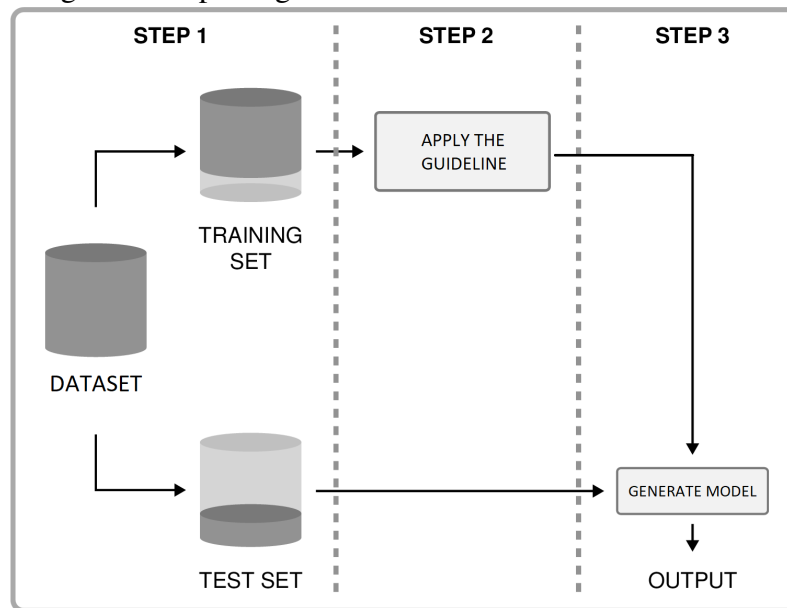 STEP 1
STEP 2
STEP 3
APPLY THE
GUIDELINE
TRAINING
SET
DATASET
GENERATE MODEL
TEST SET
OUTPUT